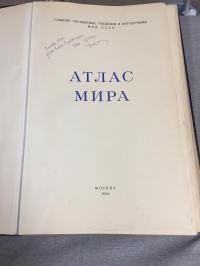 ГЛАВНОЕ УПРАВЛЕНИЕ ГЕОДЕЗИИ И КАРТОГРАФИИ
МВД СССР
АТЛАС
МИРА
МОСКВА
1954